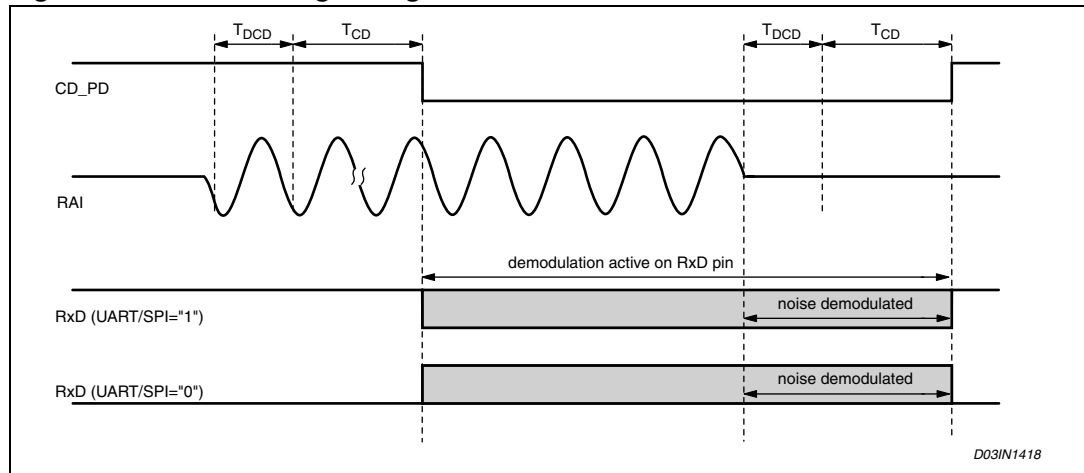 T_DCD T_CD T_DCD T_CD
CD_PD
RAI
demodulation active on RxD pin
noise demodulated
RxD (UART/SPI="1")
noise demodulated
RxD (UART/SPI="0")
D03IN1418